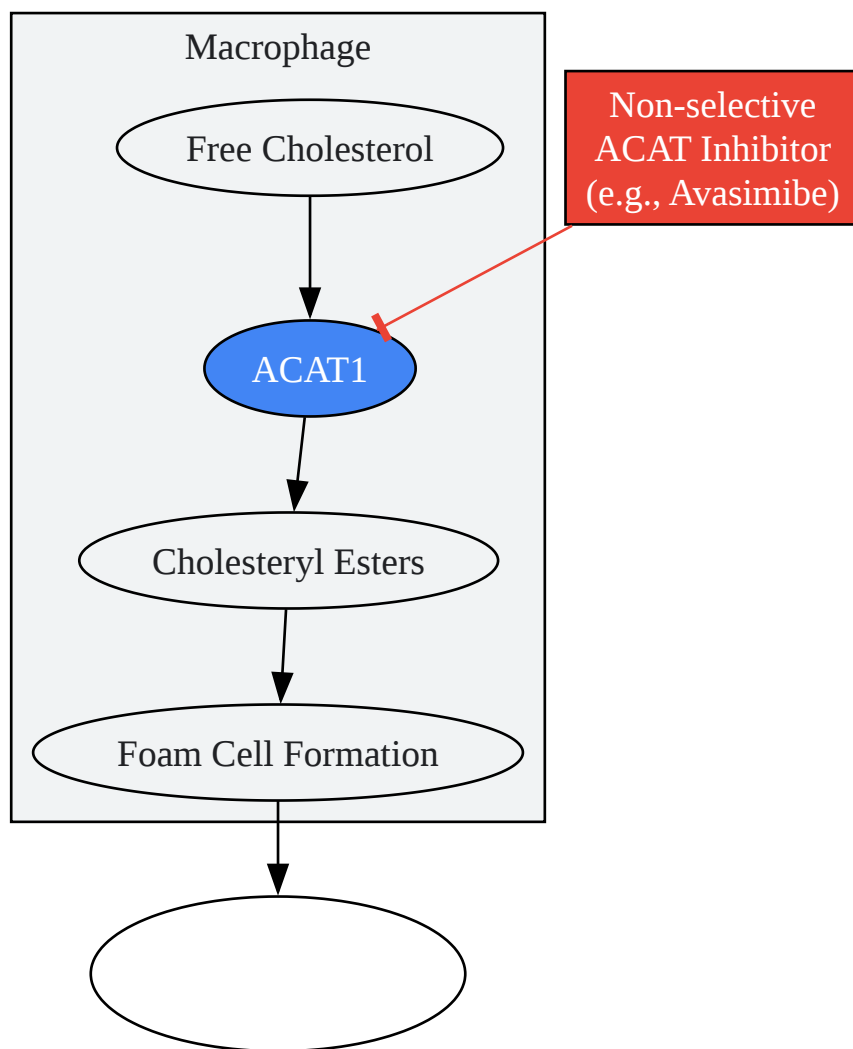 Macrophage
Free Cholesterol
Non-selective
ACAT Inhibitor
(e.g., Avasimibe)
ACAT1
Cholesteryl Esters
Foam Cell Formation